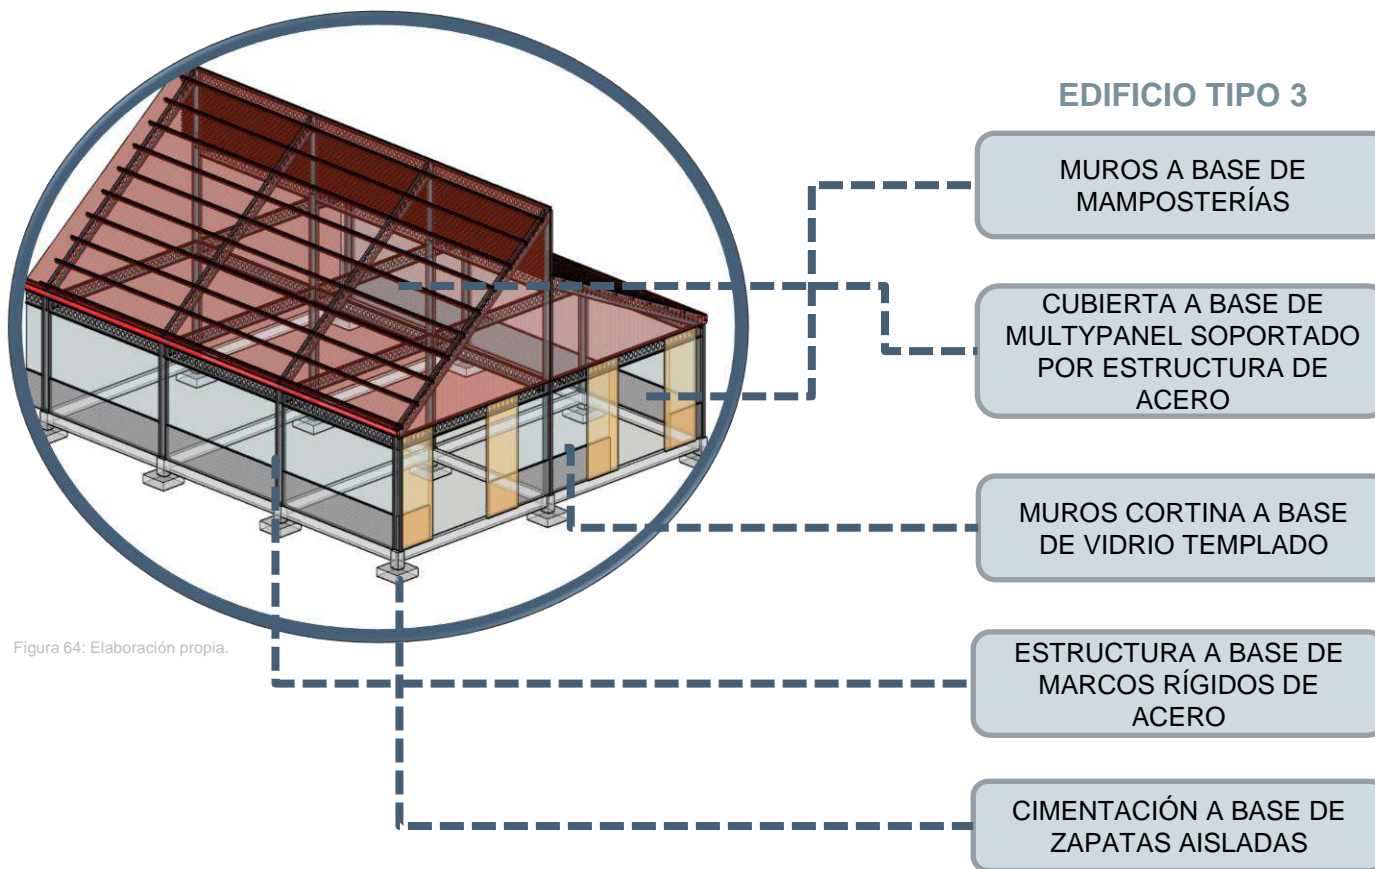 EDIFICIO TIPO 3
MUROS A BASE DE
MAMPOSTERÍAS
CUBIERTA A BASE DE
MULTYPANEL SOPORTADO
POR ESTRUCTURA DE
ACERO
MUROS CORTINA A BASE
DE VIDRIO TEMPLADO
ESTRUCTURA A BASE DE
MARCOS RÍGIDOS DE
ACERO
CIMENTACIÓN A BASE DE
ZAPATAS AISLADAS
Figura 64: Elaboración propia.